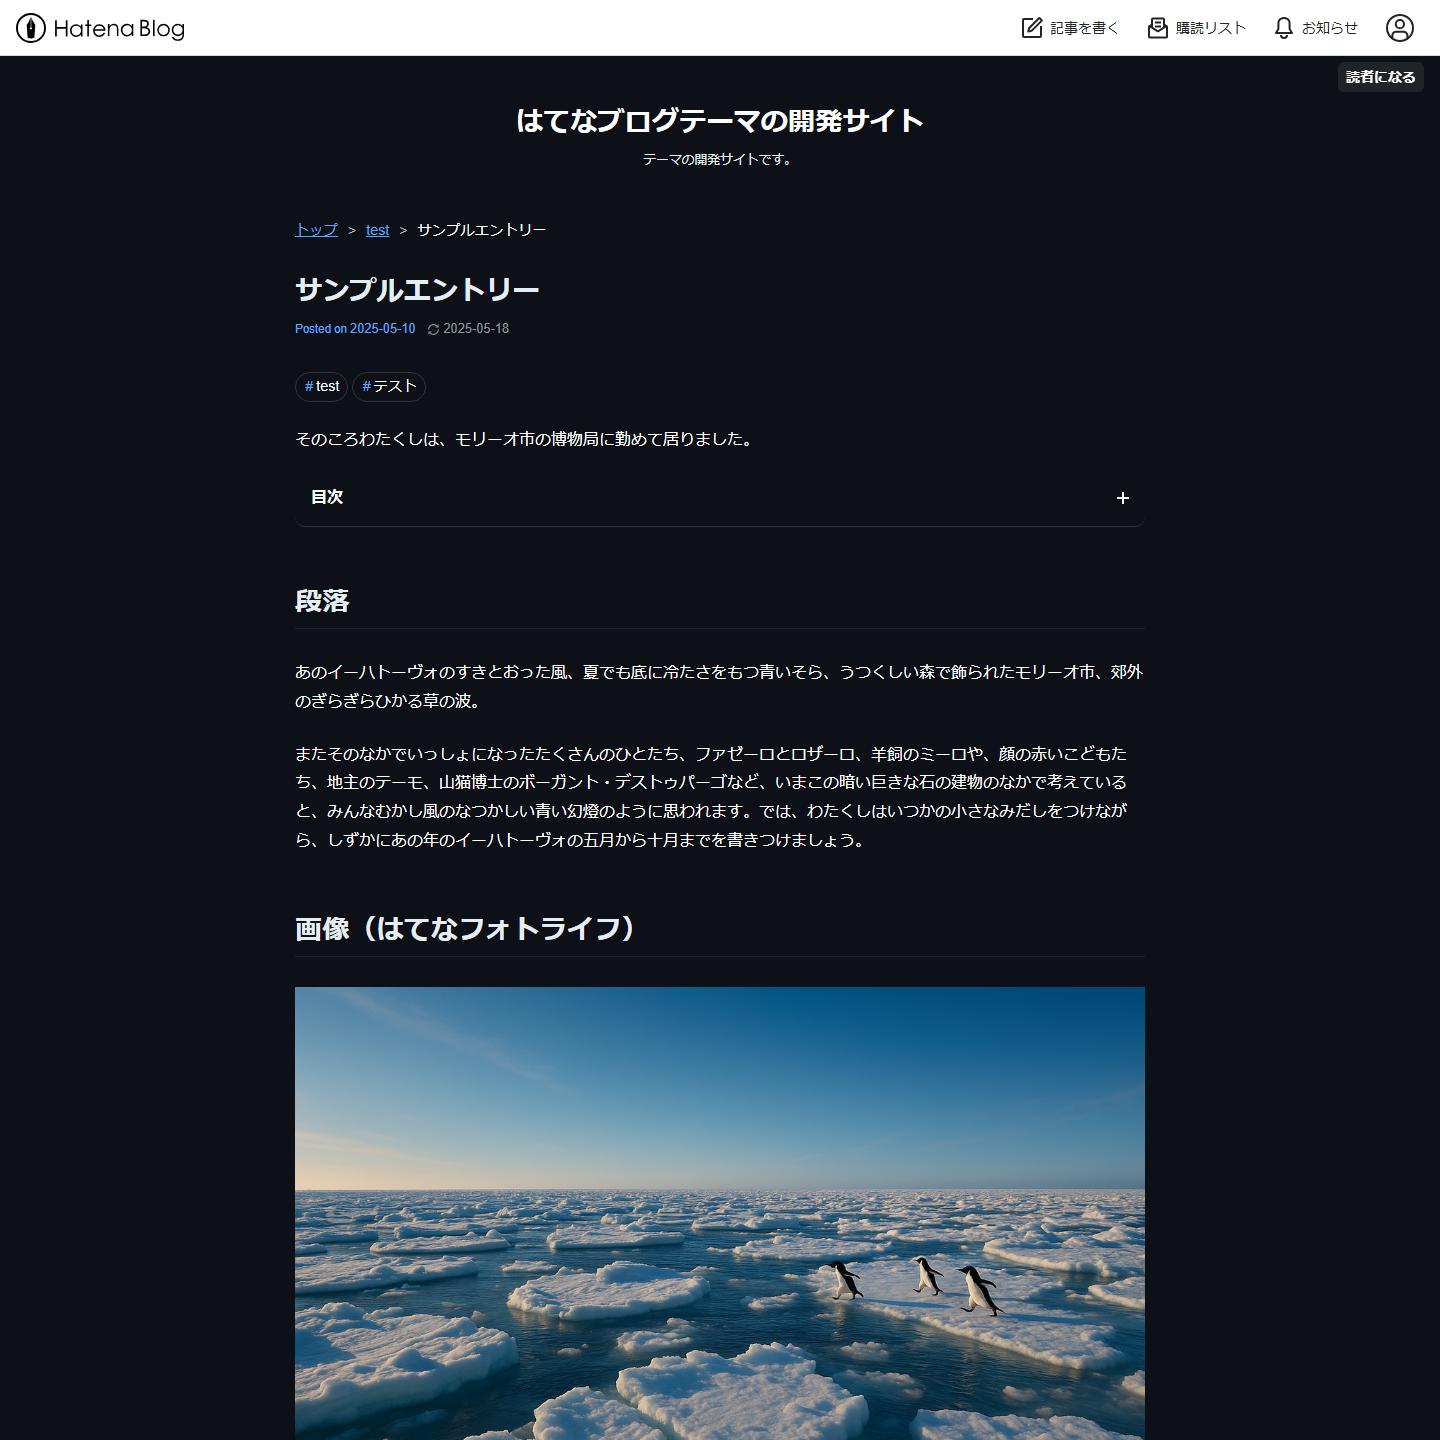 Hatena Blog
記事を書く
購読リスト
お知らせ
読者になる
はてなブログテーマの開発サイト
テーマの開発サイトです。
トップ > test > サンプルエントリー
サンプルエントリー
Posted on 2025-05-10 2025-05-18
#test #テスト
そのころわたくしは、モリーオ市の博物局に勤めて居りました。
目次 +
段落
あのイーハトーヴォのすきとおった風、夏でも底に冷たさをもつ青いそら、うつくしい森で飾られたモリーオ市、郊外
のぎらぎらひかる草の波。
またそのなかでいっしょになったたくさんのひとたち、ファゼーロとロザーロ、羊飼のミーロや、顔の赤いこどもた
ち、地主のテーモ、山猫博士のボーガント・デストゥパーゴなど、いまこの暗い巨きな石の建物のなかで考えている
と、みんなむかし風のなつかしい青い幻燈のように思われます。では、わたくしはいつかの小さなみだしをつけなが
ら、しずかにあの年のイーハトーヴォの五月から十月までを書きつけましょう。
画像（はてなフォトライフ）